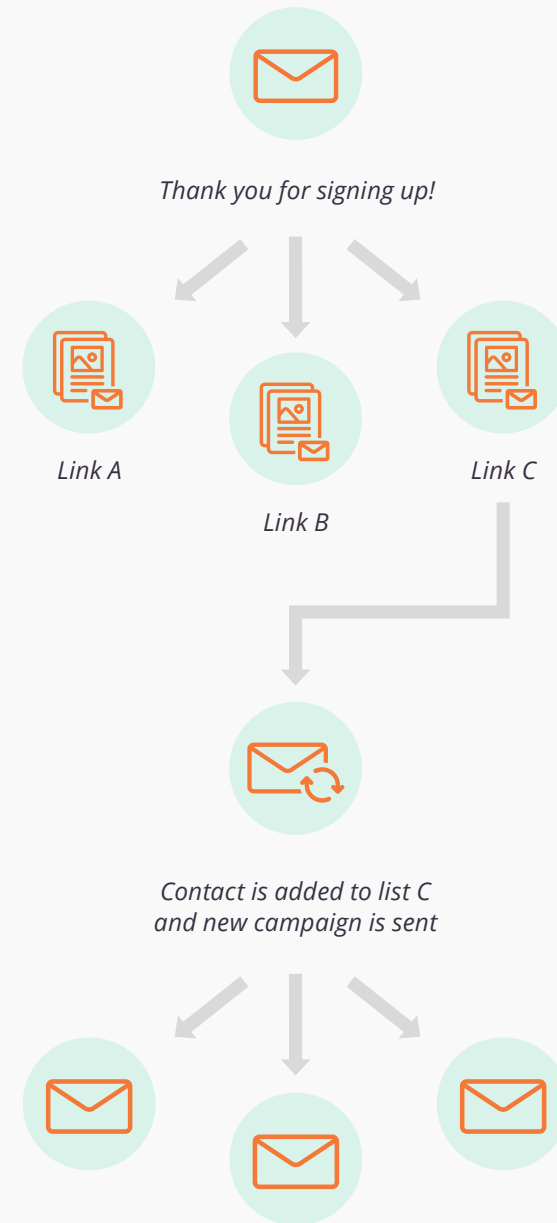 Thank you for signing up!
Link A
Link B
Link C
Contact is added to list C
and new campaign is sent